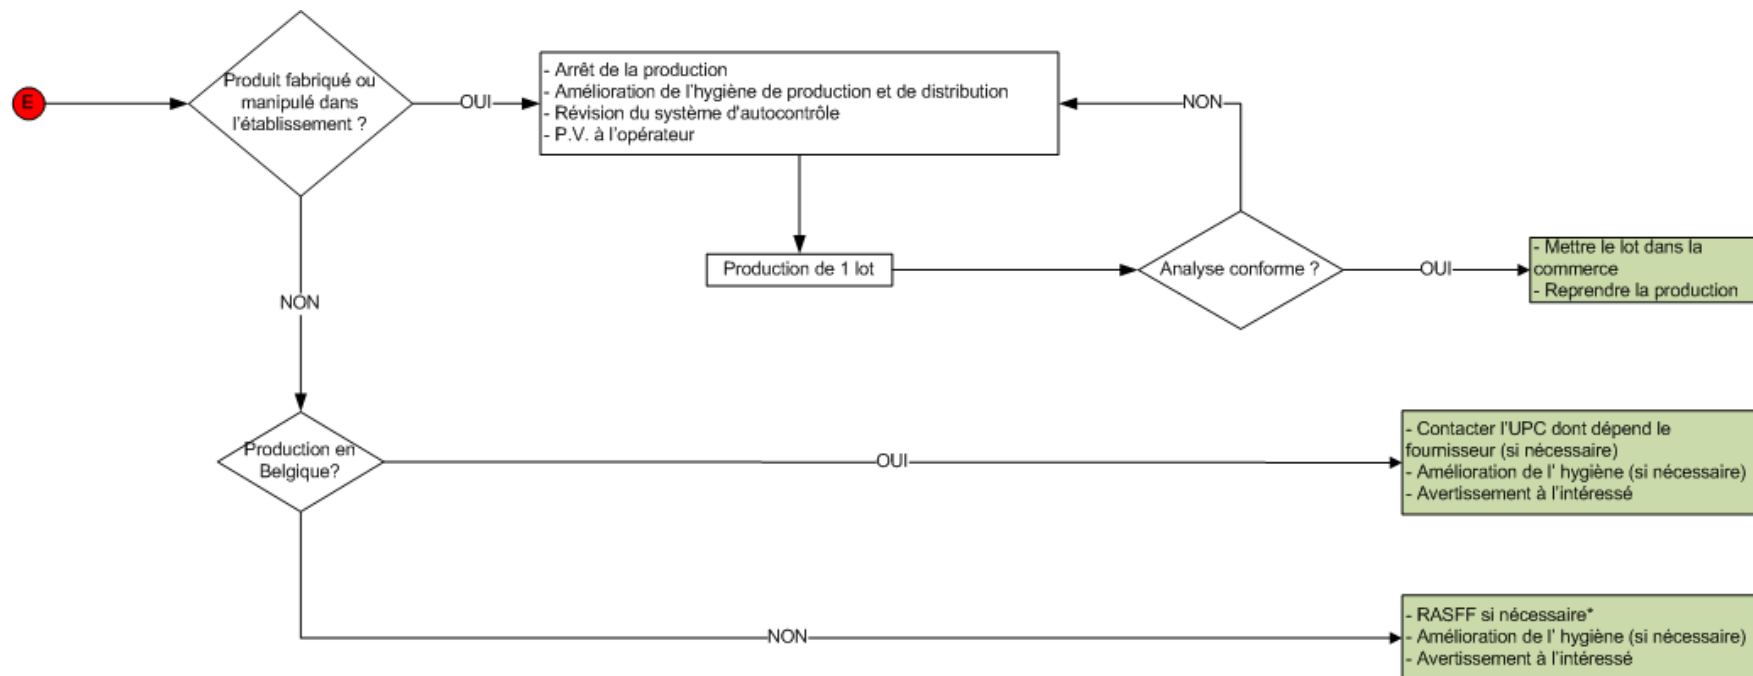 E
Produit fabriqué ou
manipulé dans
l'établissement ?
OUI
- Arrêt de la production
- Amélioration de l'hygiène de production et de distribution
- Révision du système d'autocontrôle
- P.V. à l'opérateur
NON
Production de 1 lot
Analyse conforme ?
OUI
- Mettre le lot dans la
commerce
- Reprendre la production
NON
Production en
Belgique?
OUI
- Contacter l'UPC dont dépend le
fournisseur (si nécessaire)
- Amélioration de l' hygiène (si nécessaire)
- Avertissement à l'intéressé
NON
- RASFF si nécessaire*
- Amélioration de l' hygiène (si nécessaire)
- Avertissement à l'intéressé